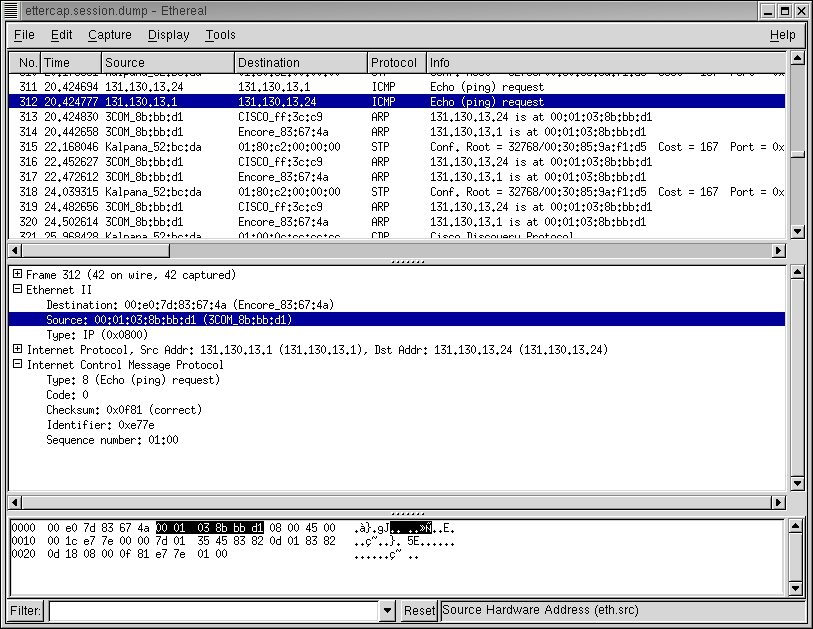 ettercap.session.dump - Ethereal
File Edit Capture Display Tools Help
No. Time Source Destination Protocol Info
311 20.424694 131.130.13.24 131.130.13.1 ICMP Echo (ping) request
312 20.424777 131.130.13.1 131.130.13.24 ICMP Echo (ping) request
313 20.424830 3COM_8b:bb:d1 CISCO_ff:3c:c9 ARP 131.130.13.24 is at 00:01:03:8b:bb:d1
314 20.442658 3COM_8b:bb:d1 Encore_83:67:4a ARP 131.130.13.1 is at 00:01:03:8b:bb:d1
315 22.168046 Kalpana_52:bc:da 01:80:c2:00:00:00 STP Conf. Root = 32768/00:30:85:9a:f1:d5 Cost = 167 Port = 0x
316 22.452627 3COM_8b:bb:d1 CISCO_ff:3c:c9 ARP 131.130.13.24 is at 00:01:03:8b:bb:d1
317 22.472612 3COM_8b:bb:d1 Encore_83:67:4a ARP 131.130.13.1 is at 00:01:03:8b:bb:d1
318 24.039315 Kalpana_52:bc:da 01:80:c2:00:00:00 STP Conf. Root = 32768/00:30:85:9a:f1:d5 Cost = 167 Port = 0x
319 24.482656 3COM_8b:bb:d1 CISCO_ff:3c:c9 ARP 131.130.13.24 is at 00:01:03:8b:bb:d1
320 24.502614 3COM_8b:bb:d1 Encore_83:67:4a ARP 131.130.13.1 is at 00:01:03:8b:bb:d1
321 25.968428 Kalpana_52:bc:da 01:00:0c:cc:cc:cc CDP Cisco Discovery Protocol
Frame 312 (42 on wire, 42 captured)
Ethernet II
Destination: 00:e0:7d:83:67:4a (Encore_83:67:4a)
Source: 00:01:03:8b:bb:d1 (3COM_8b:bb:d1)
Type: IP (0x0800)
Internet Protocol, Src Addr: 131.130.13.1 (131.130.13.1), Dst Addr: 131.130.13.24 (131.130.13.24)
Internet Control Message Protocol
Type: 8 (Echo (ping) request)
Code: 0
Checksum: 0x0f81 (correct)
Identifier: 0xe77e
Sequence number: 01:00
0000 00 e0 7d 83 67 4a 00 01 03 8b bb d1 08 00 45 00 .à}.gJ.. ..»Ñ..E.
0010 00 1c e7 7e 00 00 7d 01 35 45 83 82 0d 01 83 82 ..ç~..}. 5E......
0020 0d 18 08 00 0f 81 e7 7e 01 00 ......ç~ ..
Filter: Reset Source Hardware Address (eth.src)